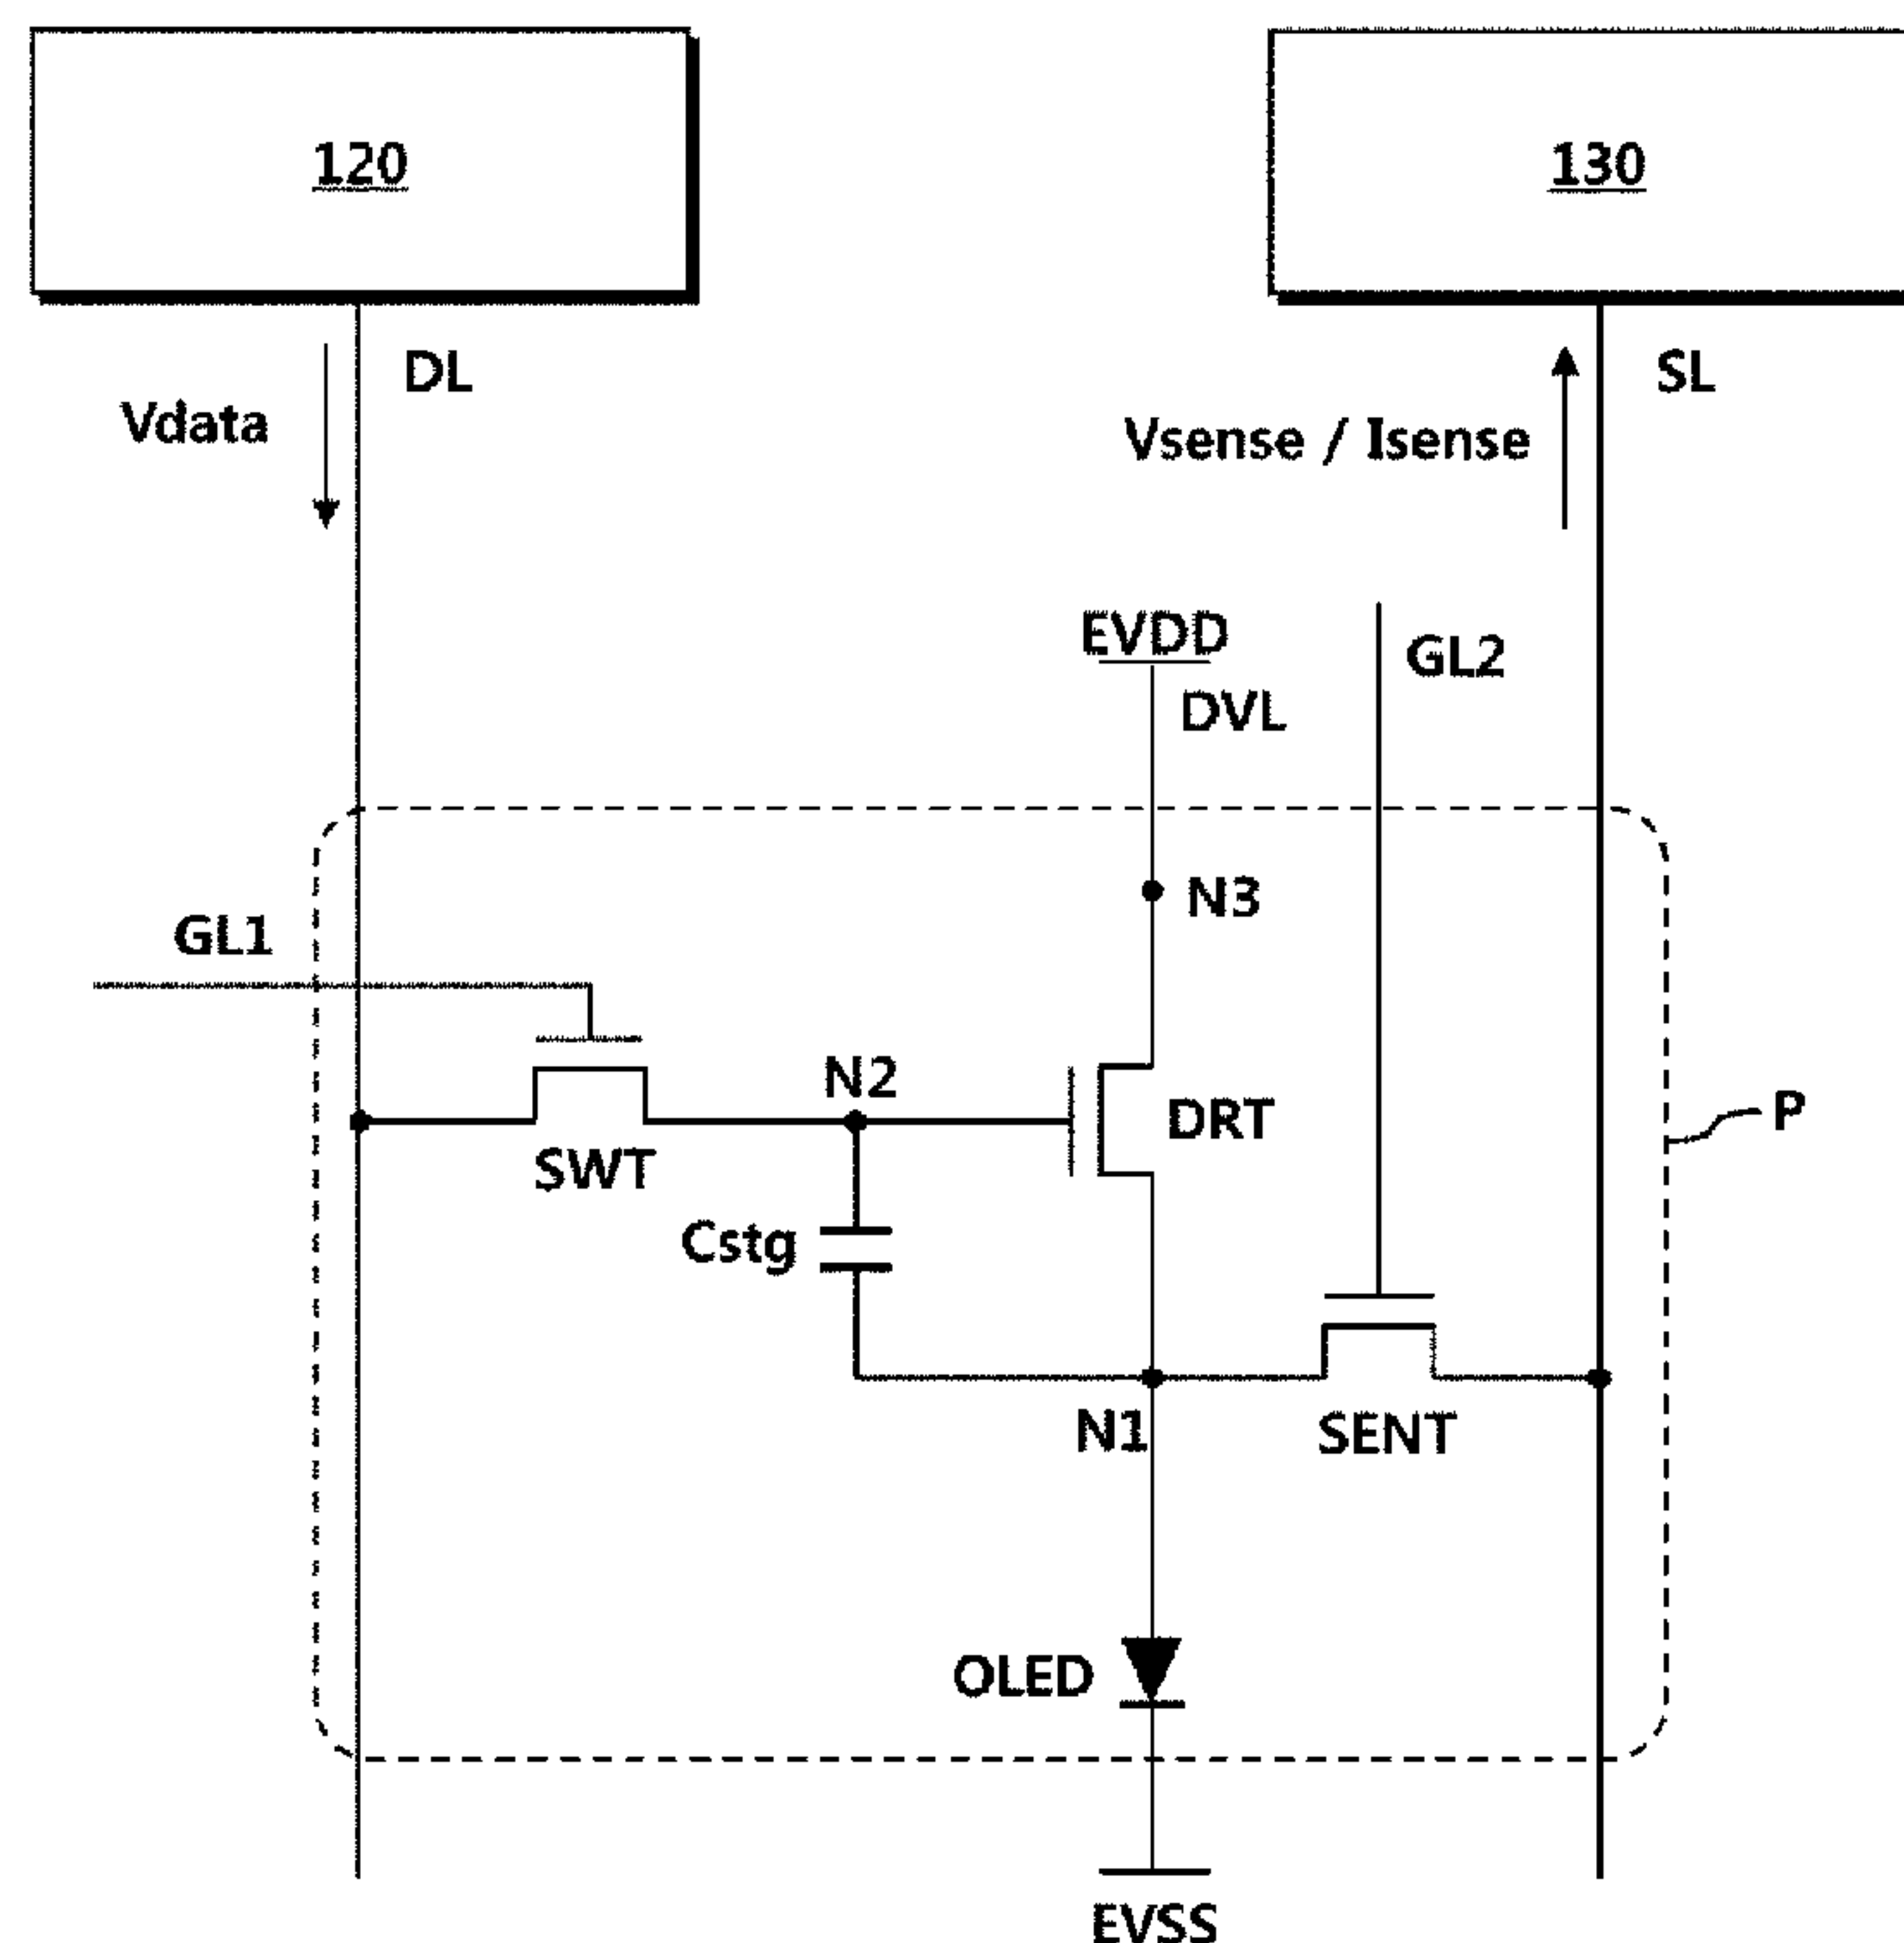 120
130
DL
SL
Vdata
Vsense / Isense
EVDD
GL2
DVL
N3
GL1
N2
DRT
P
SWT
Cstg
N1
SENT
OLED
EVSS